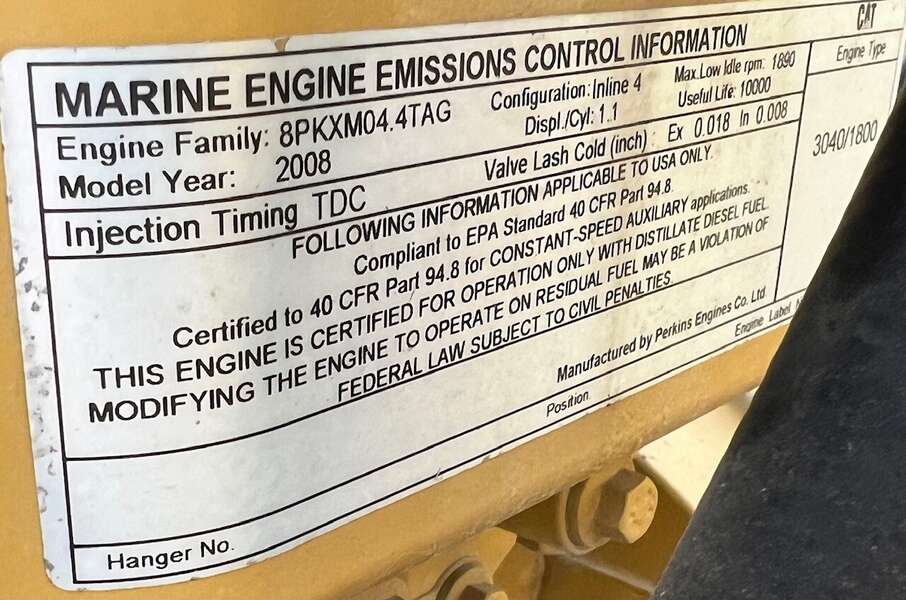 CAT
MARINE ENGINE EMISSIONS CONTROL INFORMATION
Engine Type
Engine Family: 8PKXM04.4TAG Configuration: Inline 4 Max.Low Idle rpm: 1890
Model Year: 2008 Displ./Cyl: 1.1 Useful Life: 10000
3040/1800
Injection Timing TDC Valve Lash Cold (inch) Ex 0.018 In 0.008
FOLLOWING INFORMATION APPLICABLE TO USA ONLY.
Compliant to EPA Standard 40 CFR Part 94.8.
Certified to 40 CFR Part 94.8 for CONSTANT-SPEED AUXILIARY applications.
THIS ENGINE IS CERTIFIED FOR OPERATION ONLY WITH DISTILLATE DIESEL FUEL
MODIFYING THE ENGINE TO OPERATE ON RESIDUAL FUEL MAY BE A VIOLATION OF
FEDERAL LAW SUBJECT TO CIVIL PENALTIES.
Manufactured by Perkins Engines Co. Ltd.
Engine Label
Position
Hanger No.